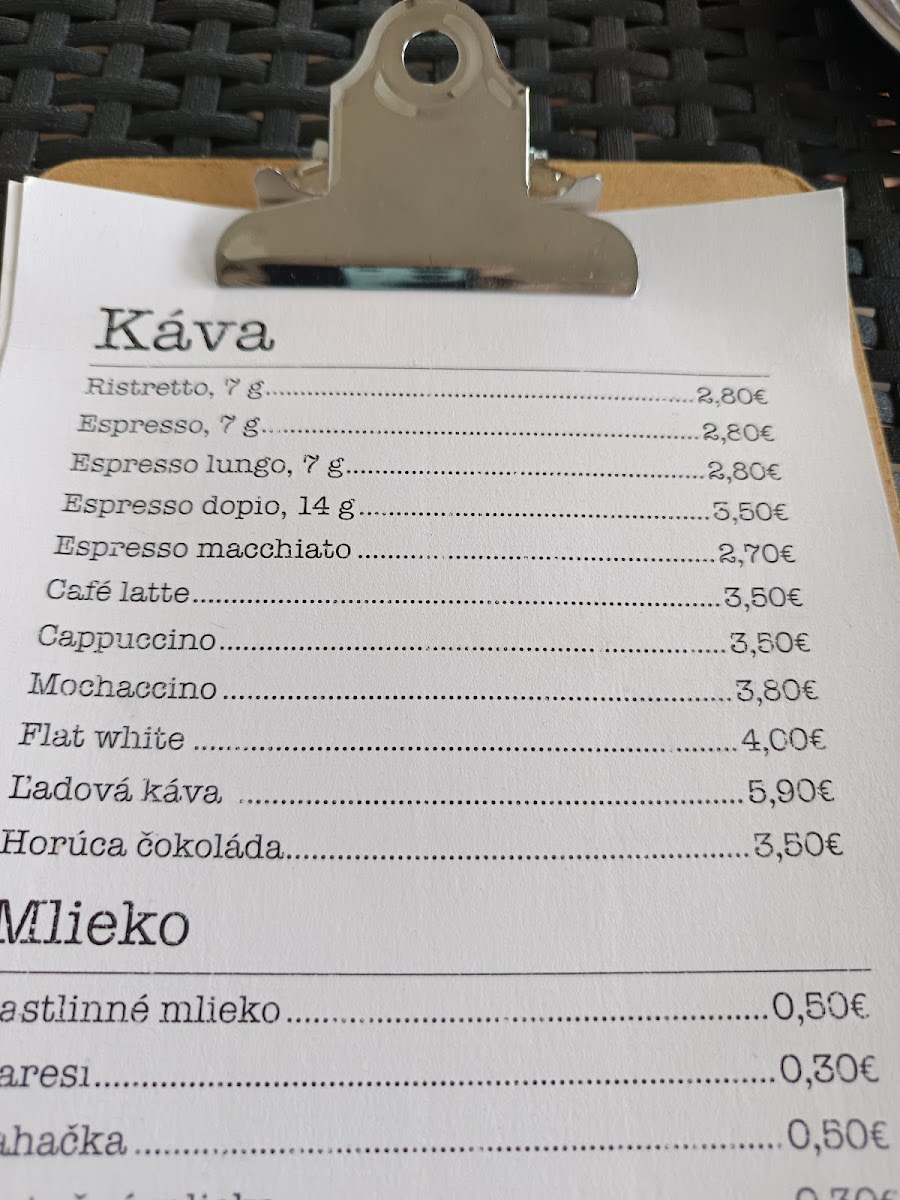 Káva
Ristretto, 7 g..........2,80€
Espresso, 7 g..........2,80€
Espresso lungo, 7 g..........2,80€
Espresso dopio, 14 g..........3,50€
Espresso macchiato..........2,70€
Café latte..........3,50€
Cappuccino..........3,50€
Mochaccino..........3,80€
Flat white..........4,00€
Ľadová káva..........5,90€
Horúca čokoláda..........3,50€
Mlieko
astlinné mlieko..........0,50€
aresi..........0,30€
ahačka..........0,50€